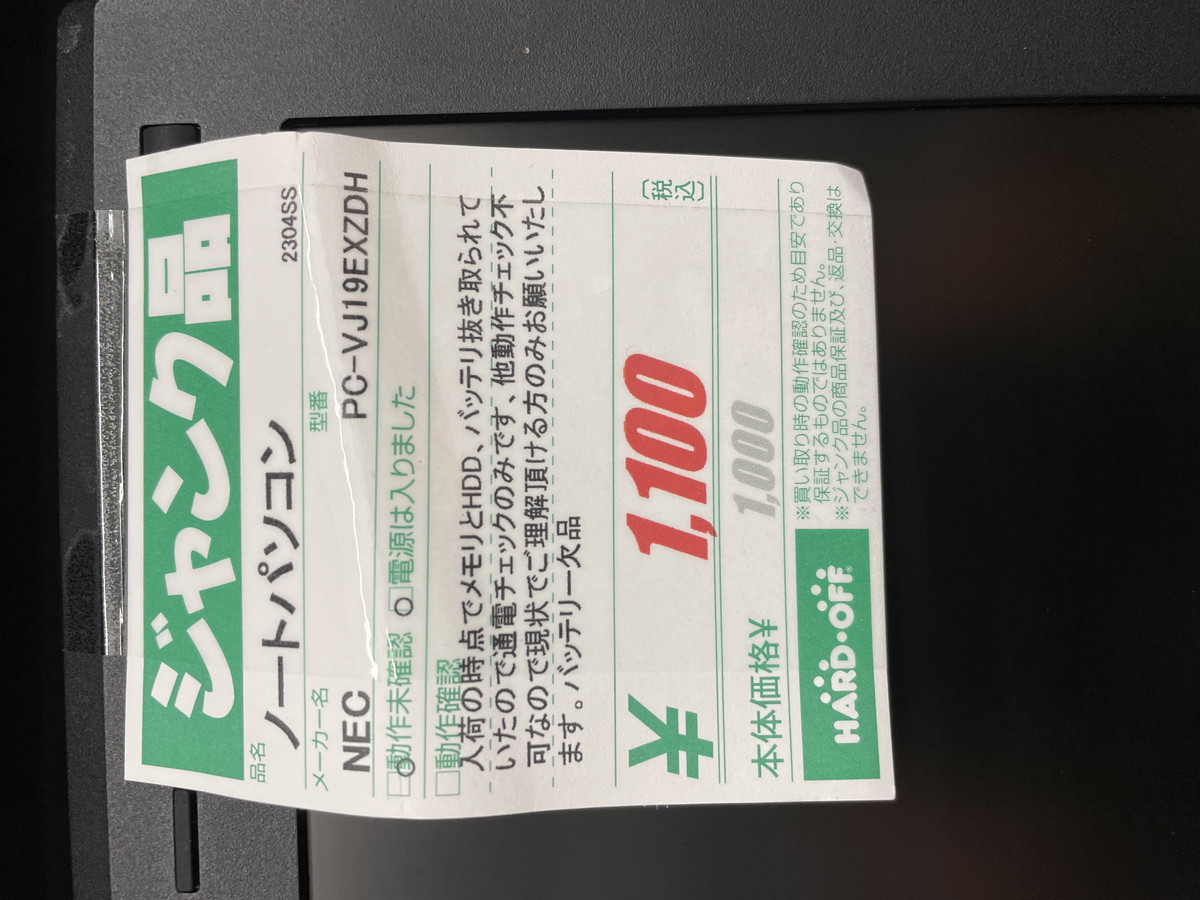 ジャンク品
品名
2304SS
ノートパソコン
メーカー名 型番
NEC PC-VJ19EXZDH
□動作未確認 ○□電源は入りました
○
□動作確認
入荷の時点でメモリとHDD、バッテリ抜き取られて
いたので通電チェックのみです、他動作チェック不
可なので現状でご理解頂ける方のみお願いいたし
ます。バッテリー欠品
¥ 1,100 〔税込〕
本体価格¥ 1,000
HARD・OFF®
※買い取り時の動作確認のため目安であり
保証するものではありません。
※ジャンク品の商品保証及び、返品・交換は
できません。